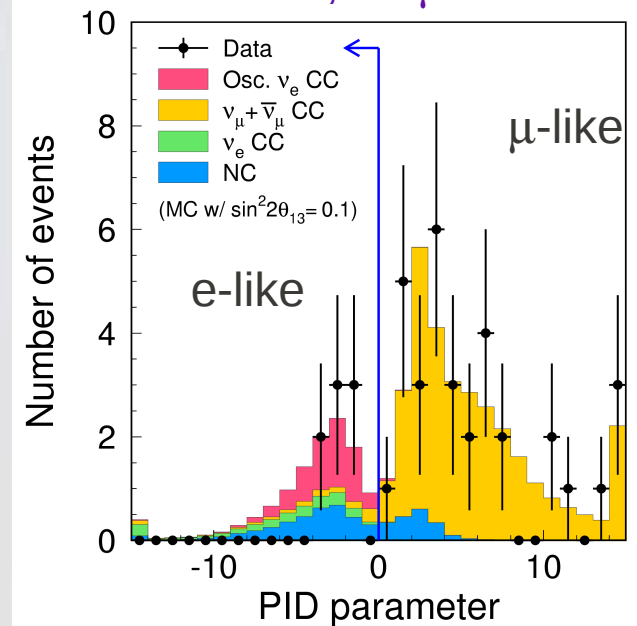 10
8
6
4
2
0
Number of events
Data
Osc. νe CC
νμ+ν̅μ CC
νe CC
NC
(MC w/ sin²2θ13= 0.1)
e-like
μ-like
-10 0 10
PID parameter